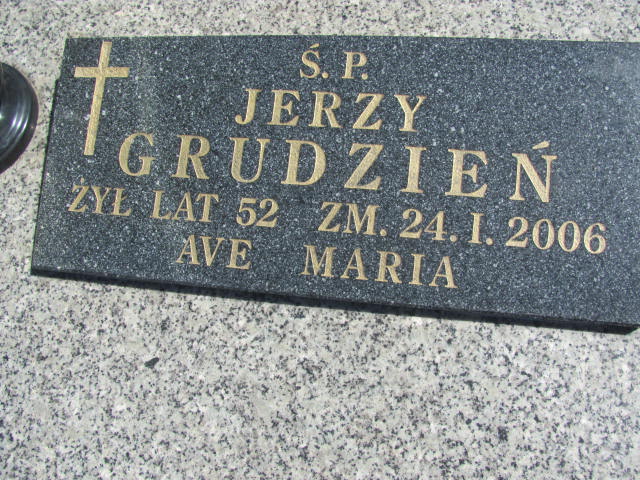 Ś. P.
JERZY
GRUDZIEŃ
ŻYŁ LAT 52 ZM. 24. I. 2006
AVE MARIA